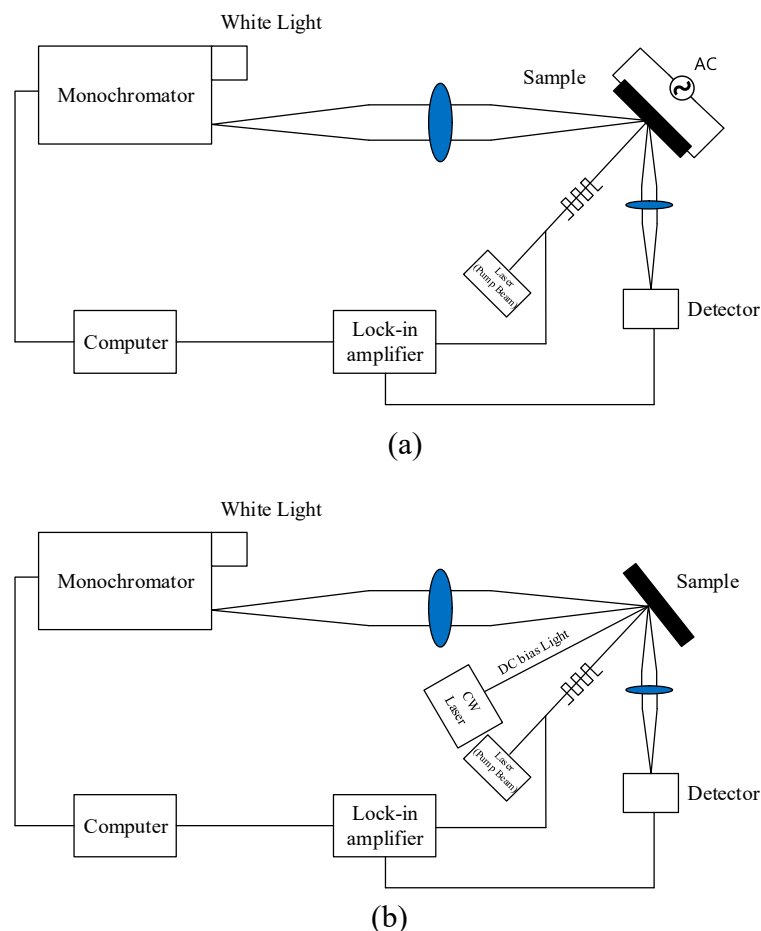 White Light
Monochromator
Sample
AC
Laser
(Pump Beam)
Detector
Computer
Lock-in
amplifier
(a)
White Light
Monochromator
Sample
DC bias Light
CW
Laser
Laser
(Pump Beam)
Detector
Computer
Lock-in
amplifier
(b)